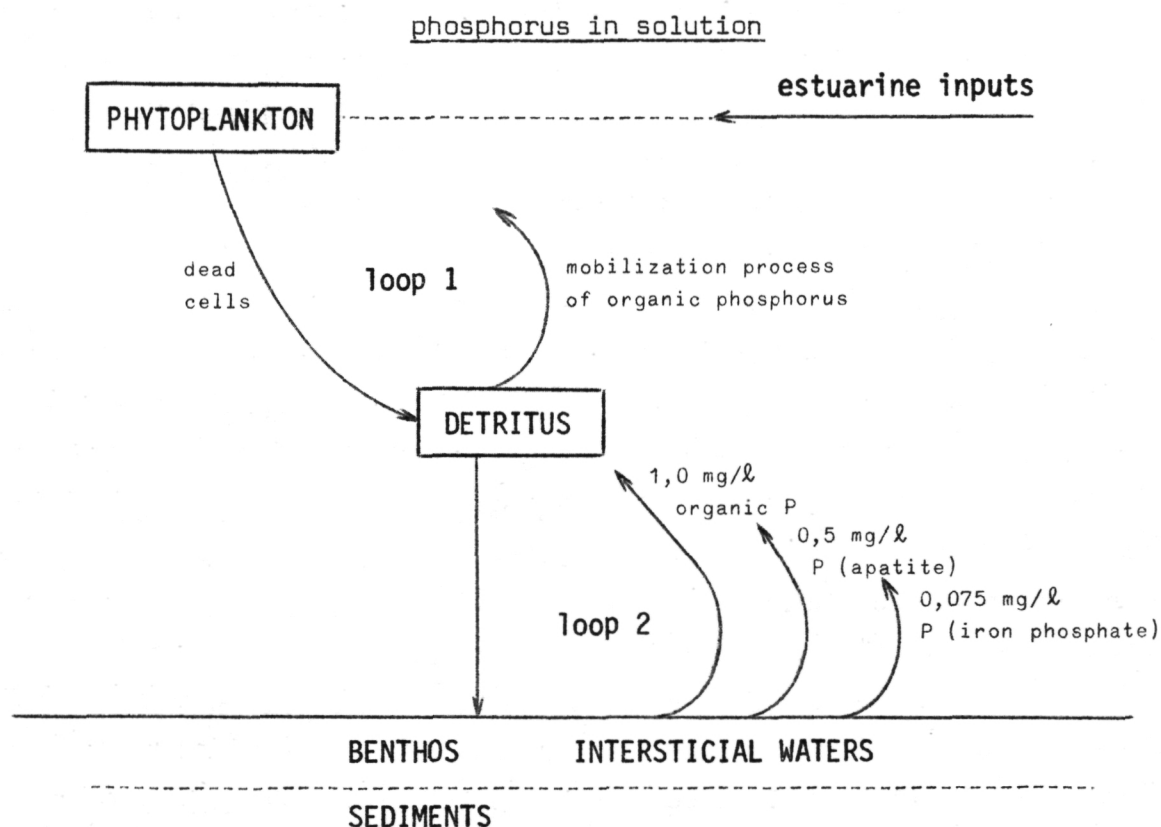 phosphorus in solution
estuarine inputs
PHYTOPLANKTON
dead
cells
loop 1
mobilization process
of organic phosphorus
DETRITUS
1,0 mg/ℓ
organic P
0,5 mg/ℓ
P (apatite)
0,075 mg/ℓ
P (iron phosphate)
loop 2
BENTHOS
INTERSTICIAL WATERS
SEDIMENTS